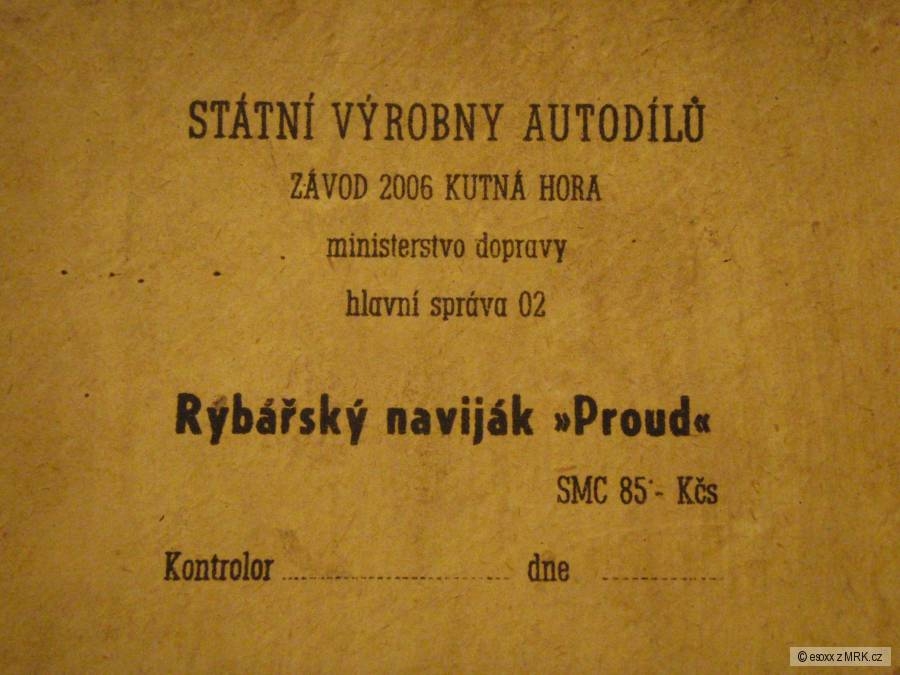 STÁTNÍ VÝROBNY AUTODÍLŮ
ZÁVOD 2006 KUTNÁ HORA
ministerstvo dopravy
hlavní správa 02
Rybářský naviják »Proud«
SMC 85·- Kčs
Kontrolor ........................ dne ................
© esoxx z MRK.cz